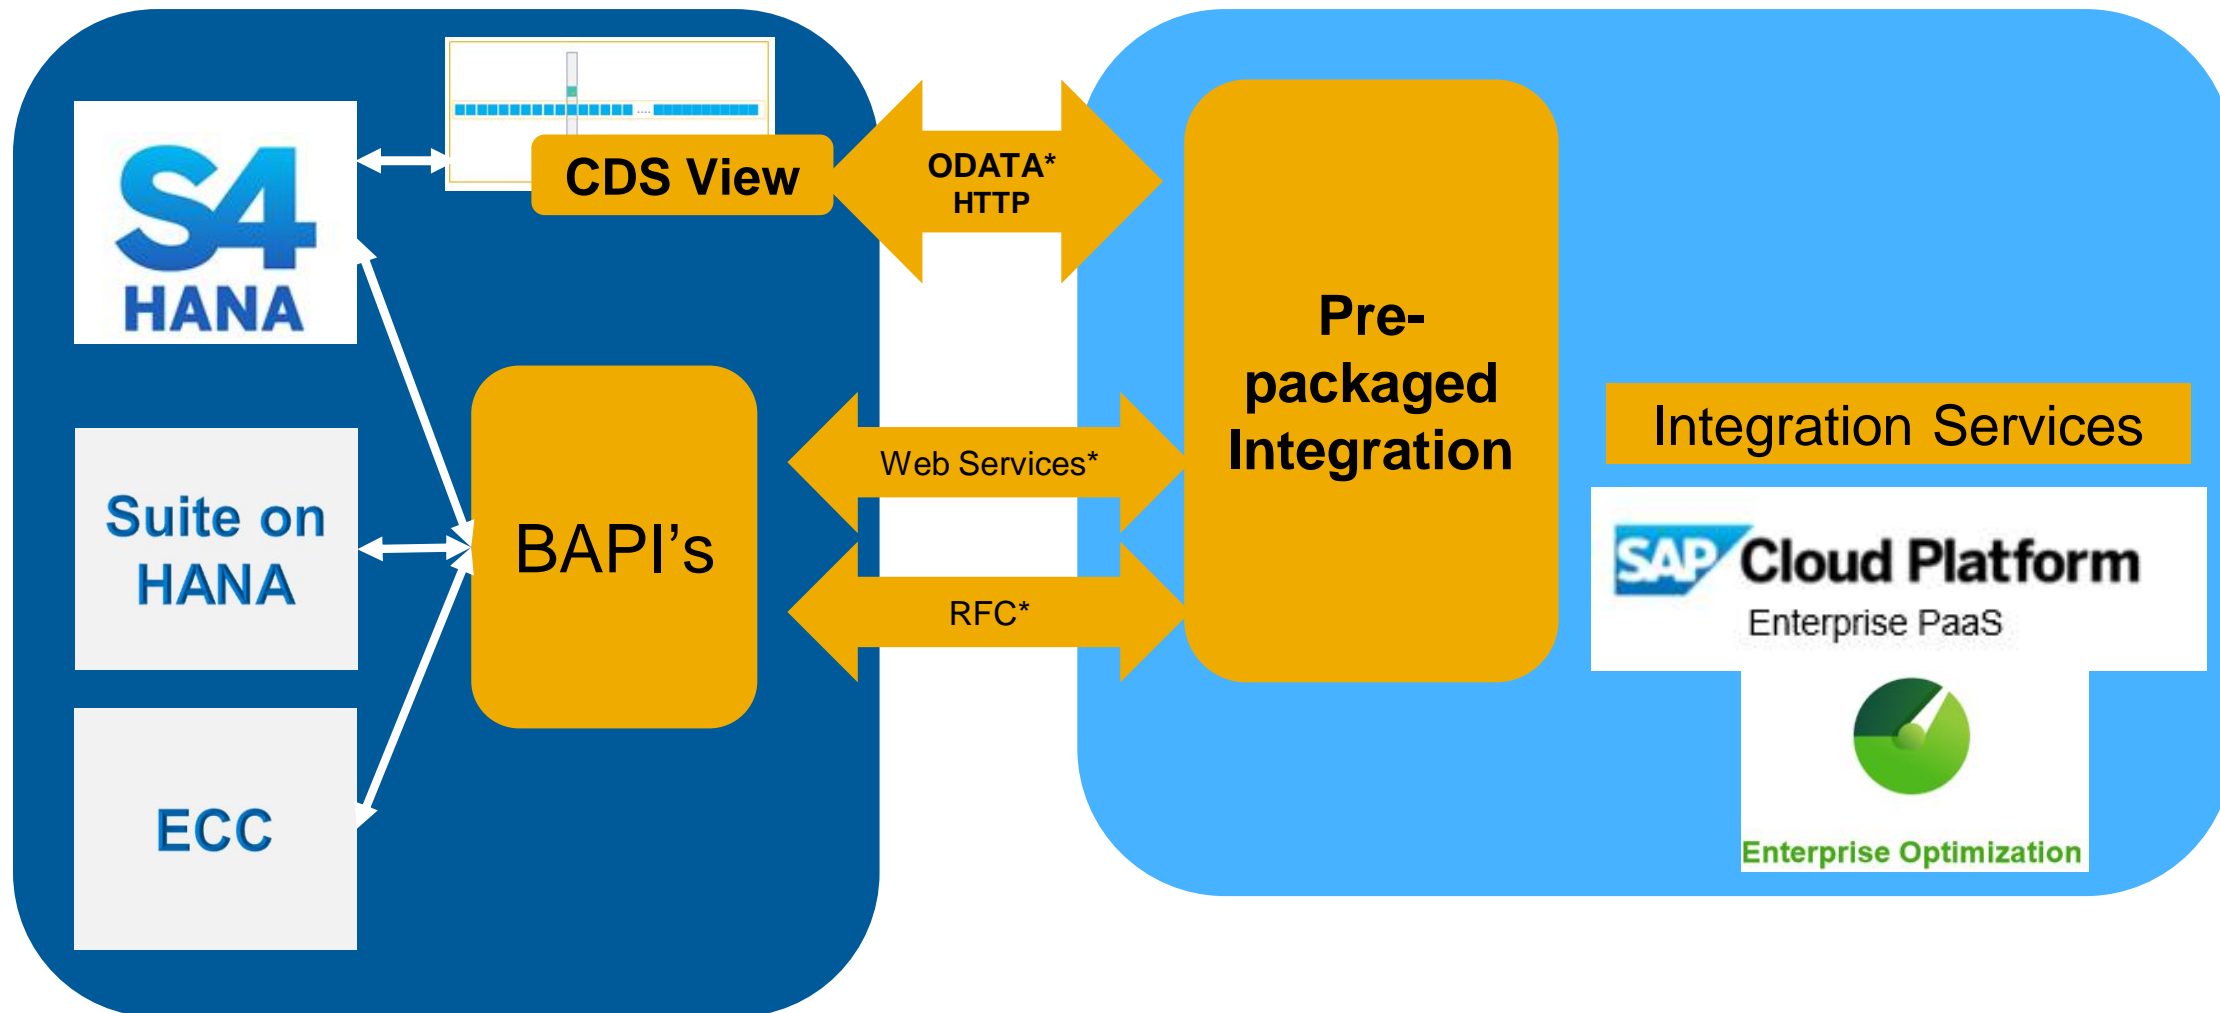 S4
HANA
CDS View
ODATA*
HTTP
Suite on
HANA
BAPI’s
ECC
Web Services*
RFC*
Pre-
packaged
Integration
Integration Services
SAP Cloud Platform
Enterprise PaaS
Enterprise Optimization